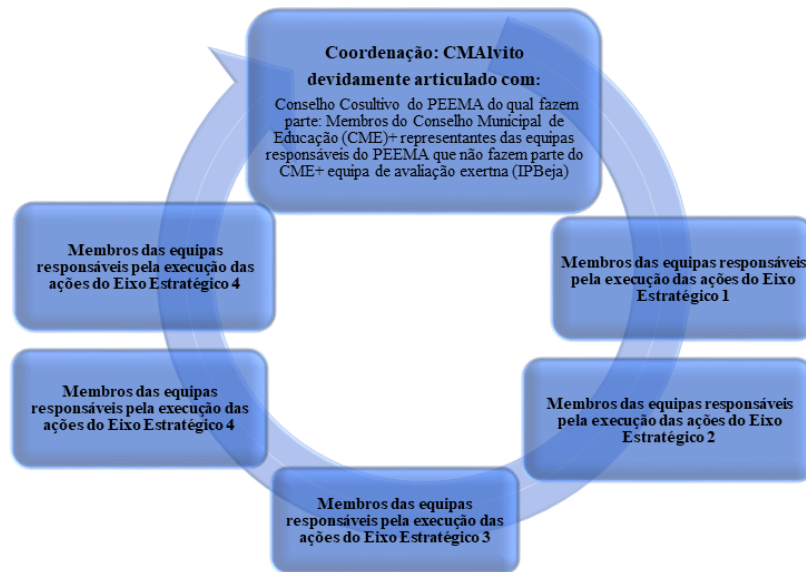 Coordenação: CMAlvito
devidamente articulado com:
Conselho Cosultivo do PEEMA do qual fazem
parte: Membros do Conselho Municipal de
Educação (CME)+ representantes das equipas
responsáveis do PEEMA que não fazem parte do
CME+ equipa de avaliação exertna (IPBeja)
Membros das equipas responsáveis
pela execução das ações do Eixo
Estratégico 1
Membros das equipas responsáveis
pela execução das ações do Eixo
Estratégico 2
Membros das equipas
responsáveis pela execução das
ações do Eixo Estratégico 3
Membros das equipas
responsáveis pela execução das
ações do Eixo Estratégico 4
Membros das equipas
responsáveis pela execução das
ações do Eixo Estratégico 4